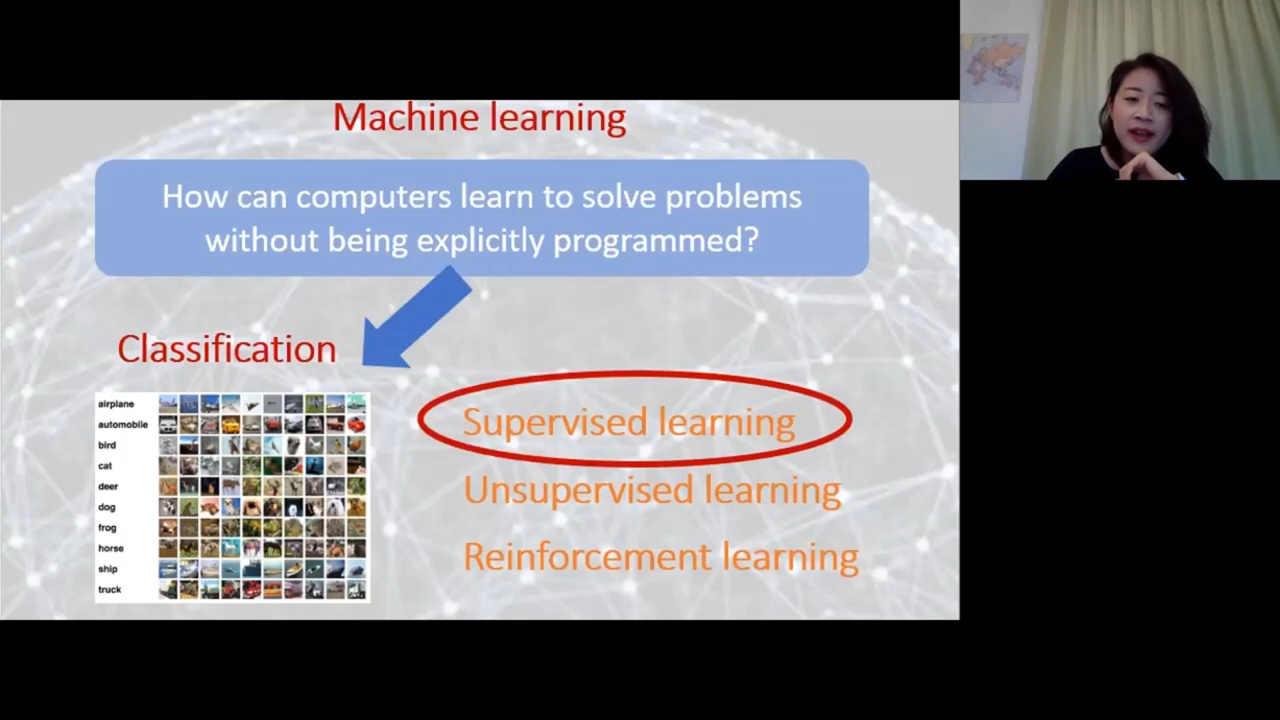 Machine learning
How can computers learn to solve problems
without being explicitly programmed?
Classification
airplane
automobile
bird
cat
deer
dog
frog
horse
ship
truck
Supervised learning
Unsupervised learning
Reinforcement learning